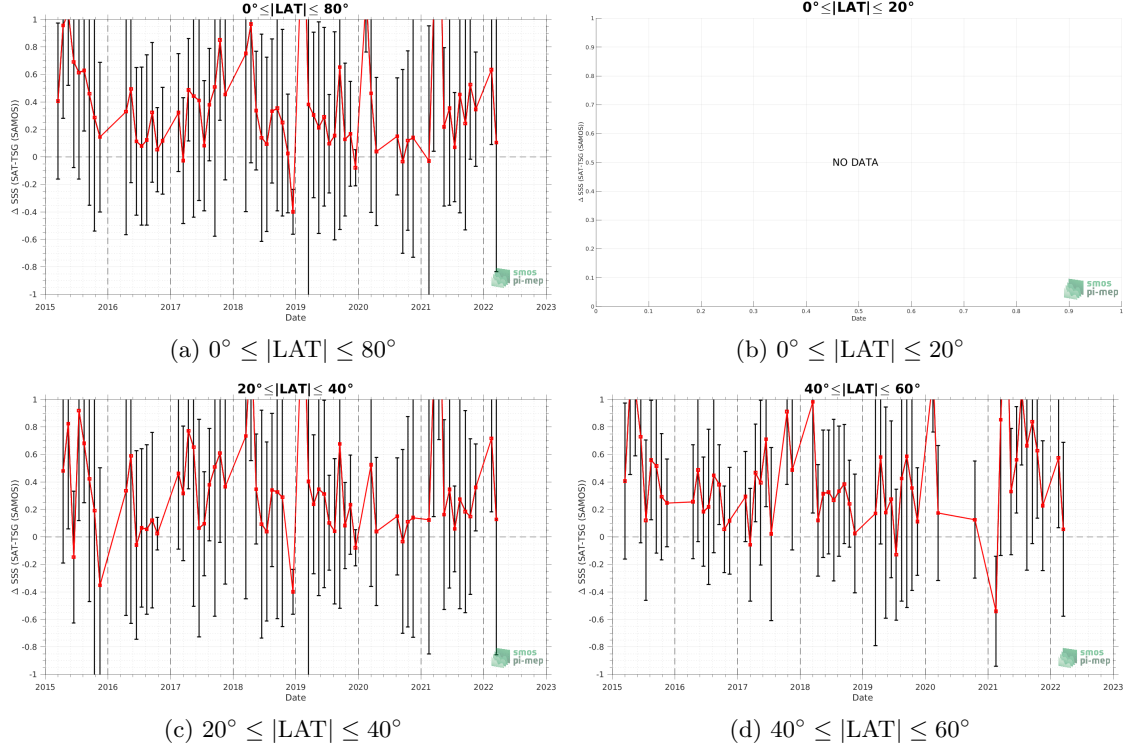 0°≤|LAT|≤ 80°
Δ SSS (SAT-TSG (SAMOS))
1
0.8
0.6
0.4
0.2
0
-0.2
-0.4
-0.6
-0.8
-1
2015 2016 2017 2018 2019 2020 2021 2022 2023
Date
smos
pi-mep
(a) 0° ≤ |LAT| ≤ 80°
0°≤|LAT|≤ 20°
Δ SSS (SAT-TSG (SAMOS))
1
0.9
0.8
0.7
0.6
0.5
0.4
0.3
0.2
0.1
0
NO DATA
0 0.1 0.2 0.3 0.4 0.5 0.6 0.7 0.8 0.9 1
Date
smos
pi-mep
(b) 0° ≤ |LAT| ≤ 20°
20°≤|LAT|≤ 40°
Δ SSS (SAT-TSG (SAMOS))
1
0.8
0.6
0.4
0.2
0
-0.2
-0.4
-0.6
-0.8
-1
2015 2016 2017 2018 2019 2020 2021 2022 2023
Date
smos
pi-mep
(c) 20° ≤ |LAT| ≤ 40°
40°≤|LAT|≤ 60°
Δ SSS (SAT-TSG (SAMOS))
1
0.8
0.6
0.4
0.2
0
-0.2
-0.4
-0.6
-0.8
-1
2015 2016 2017 2018 2019 2020 2021 2022 2023
Date
smos
pi-mep
(d) 40° ≤ |LAT| ≤ 60°